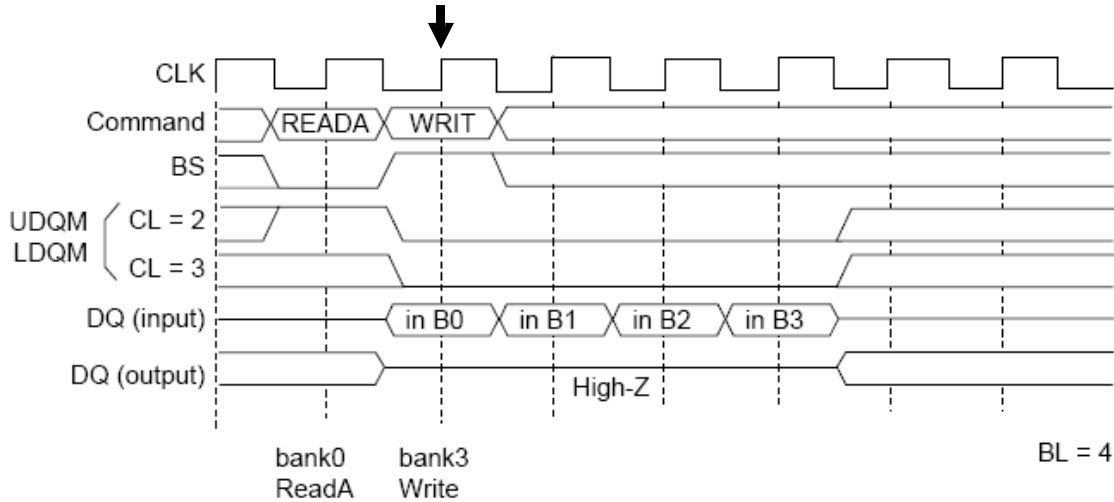 CLK
Command READA WRIT
BS
UDQM
LDQM
CL = 2
CL = 3
DQ (input) in B0 in B1 in B2 in B3
DQ (output) High-Z
bank0 bank3
ReadA Write
BL = 4